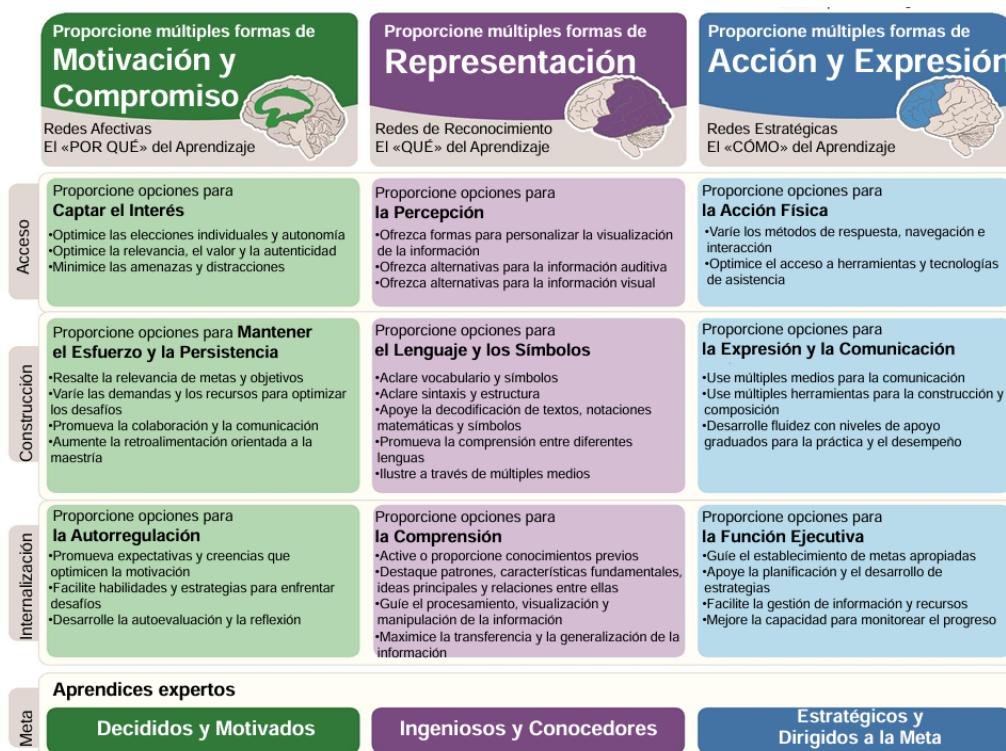 Proporcione múltiples formas de
Motivación y
Compromiso
Redes Afectivas
El «POR QUÉ» del Aprendizaje
Proporcione múltiples formas de
Representación
Redes de Reconocimiento
El «QUÉ» del Aprendizaje
Proporcione múltiples formas de
Acción y Expresión
Redes Estratégicas
El «CÓMO» del Aprendizaje
Acceso
Proporcione opciones para
Captar el Interés
•Optimice las elecciones individuales y autonomía
•Optimice la relevancia, el valor y la autenticidad
•Minimice las amenazas y distracciones
Proporcione opciones para
la Percepción
•Ofrezca formas para personalizar la visualización
de la información
•Ofrezca alternativas para la información auditiva
•Ofrezca alternativas para la información visual
Proporcione opciones para
la Acción Física
•Varíe los métodos de respuesta, navegación e
interacción
•Optimice el acceso a herramientas y tecnologías
de asistencia
Construcción
Proporcione opciones para Mantener
el Esfuerzo y la Persistencia
•Resalte la relevancia de metas y objetivos
•Varíe las demandas y los recursos para optimizar
los desafíos
•Promueva la colaboración y la comunicación
•Aumente la retroalimentación orientada a la
maestría
Proporcione opciones para
el Lenguaje y los Símbolos
•Aclare vocabulario y símbolos
•Aclare sintaxis y estructura
•Apoye la decodificación de textos, notaciones
matemáticas y símbolos
•Promueva la comprensión entre diferentes
lenguas
•Ilustre a través de múltiples medios
Proporcione opciones para
la Expresión y la Comunicación
•Use múltiples medios para la comunicación
•Use múltiples herramientas para la construcción y
composición
•Desarrolle fluidez con niveles de apoyo
graduados para la práctica y el desempeño
Internalización
Proporcione opciones para
la Autorregulación
•Promueva expectativas y creencias que
optimicen la motivación
•Facilite habilidades y estrategias para enfrentar
desafíos
•Desarrolle la autoevaluación y la reflexión
Proporcione opciones para
la Comprensión
•Active o proporcione conocimientos previos
•Destaque patrones, características fundamentales,
ideas principales y relaciones entre ellas
•Guíe el procesamiento, visualización y
manipulación de la información
•Maximice la transferencia y la generalización de la
información
Proporcione opciones para
la Función Ejecutiva
•Guíe el establecimiento de metas apropiadas
•Apoye la planificación y el desarrollo de
estrategias
•Facilite la gestión de información y recursos
•Mejore la capacidad para monitorear el progreso
Meta
Aprendices expertos
Decididos y Motivados
Ingeniosos y Conocedores
Estratégicos y
Dirigidos a la Meta